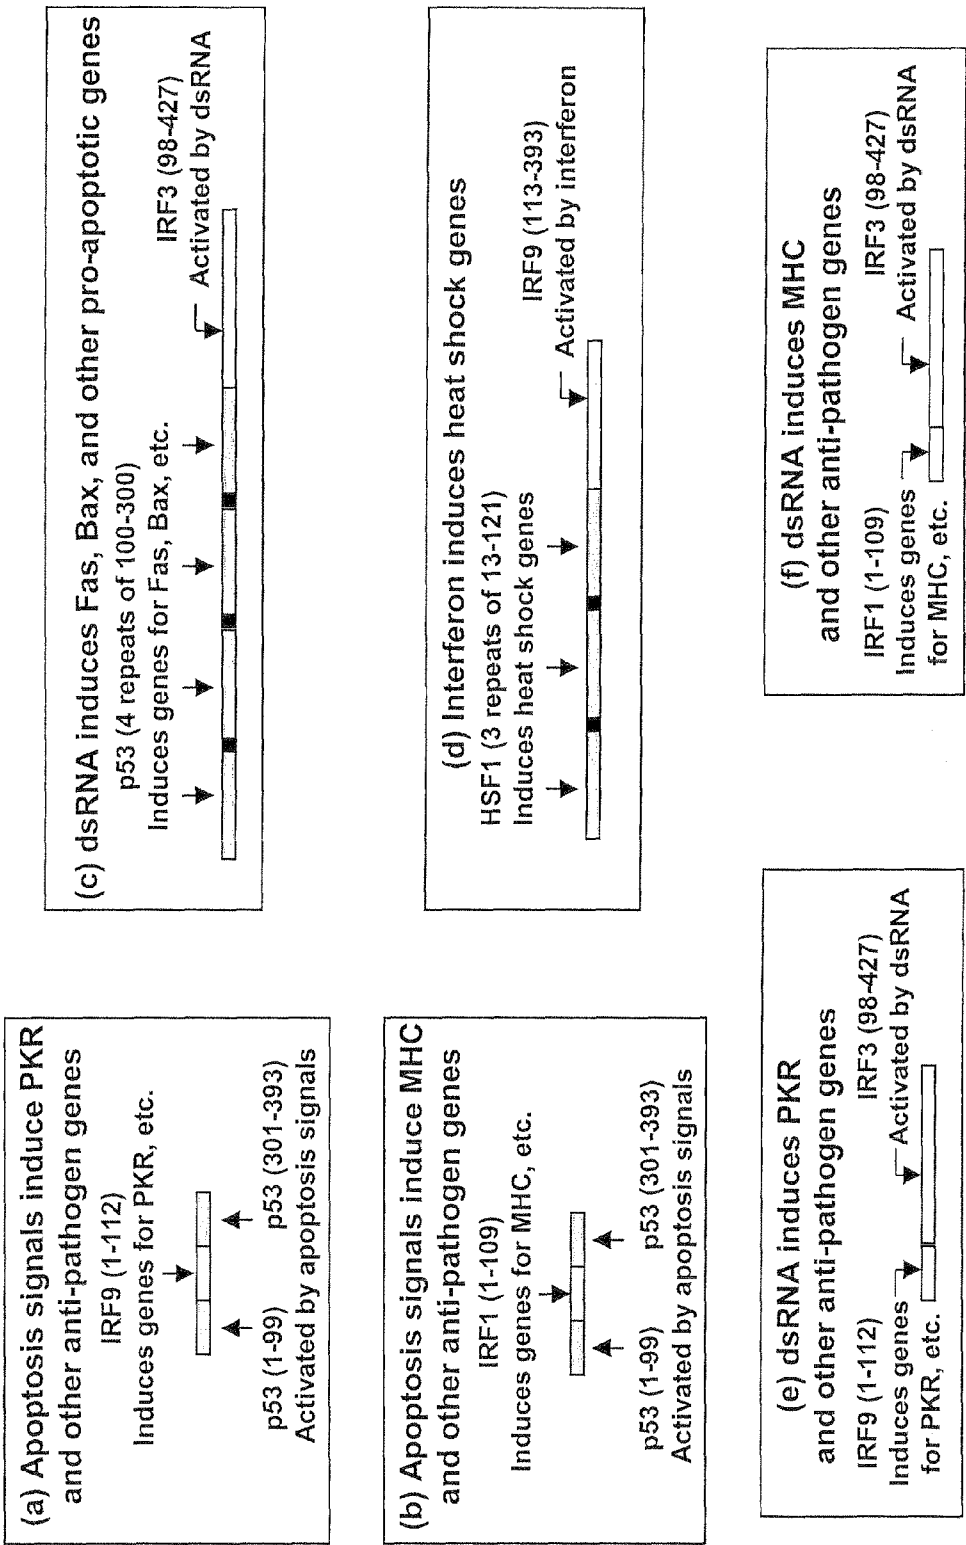 (a) Apoptosis signals induce PKR
and other anti-pathogen genes
IRF9 (1-112)
Induces genes for PKR, etc.
p53 (1-99)
p53 (301-393)
Activated by apoptosis signals
(b) Apoptosis signals induce MHC
and other anti-pathogen genes
IRF1 (1-109)
Induces genes for MHC, etc.
p53 (1-99)
p53 (301-393)
Activated by apoptosis signals
(c) dsRNA induces Fas, Bax, and other pro-apoptotic genes
p53 (4 repeats of 100-300)
Induces genes for Fas, Bax, etc.
IRF3 (98-427)
Activated by dsRNA
(d) Interferon induces heat shock genes
HSF1 (3 repeats of 13-121)
Induces heat shock genes
IRF9 (113-393)
Activated by interferon
(e) dsRNA induces PKR
and other anti-pathogen genes
IRF9 (1-112)
Induces genes
for PKR, etc.
IRF3 (98-427)
Activated by dsRNA
(f) dsRNA induces MHC
and other anti-pathogen genes
IRF1 (1-109)
Induces genes
for MHC, etc.
IRF3 (98-427)
Activated by dsRNA